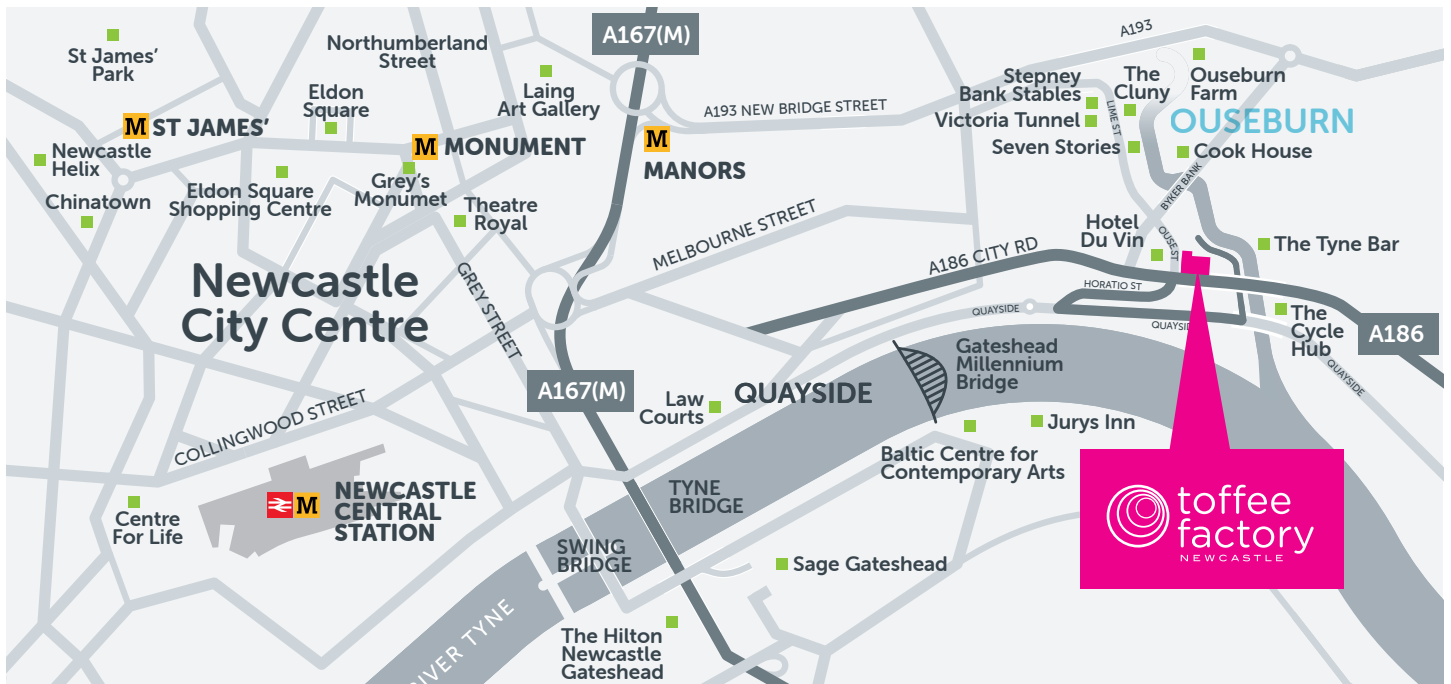 A167(M)
A193
St James'
Park
Northumberland
Street
Eldon
Square
Laing
Art Gallery
A193 NEW BRIDGE STREET
Stepney
Bank Stables
The
Cluny
Ouseburn
Farm
Victoria Tunnel
LIME ST
OUSEBURN
Seven Stories
Cook House
M ST JAMES'
M MONUMENT
M
MANORS
Newcastle
Helix
Chinatown
Eldon Square
Shopping Centre
Grey's
Monumet
Theatre
Royal
BYKER BANK
MELBOURNE STREET
Hotel
Du Vin
OUSE ST
The Tyne Bar
A186 CITY RD
Newcastle
City Centre
GREY STREET
HORATIO ST
QUAYSIDE
QUAYSIDE
The
Cycle
Hub
A186
QUAYSIDE
Gateshead
Millennium
Bridge
A167(M)
Law
Courts
QUAYSIDE
COLLINGWOOD STREET
Jurys Inn
Baltic Centre for
Contemporary Arts
M
NEWCASTLE
CENTRAL
STATION
Centre
For Life
TYNE
BRIDGE
SWING
BRIDGE
Sage Gateshead
toffee
factory
NEWCASTLE
RIVER TYNE
The Hilton
Newcastle
Gateshead